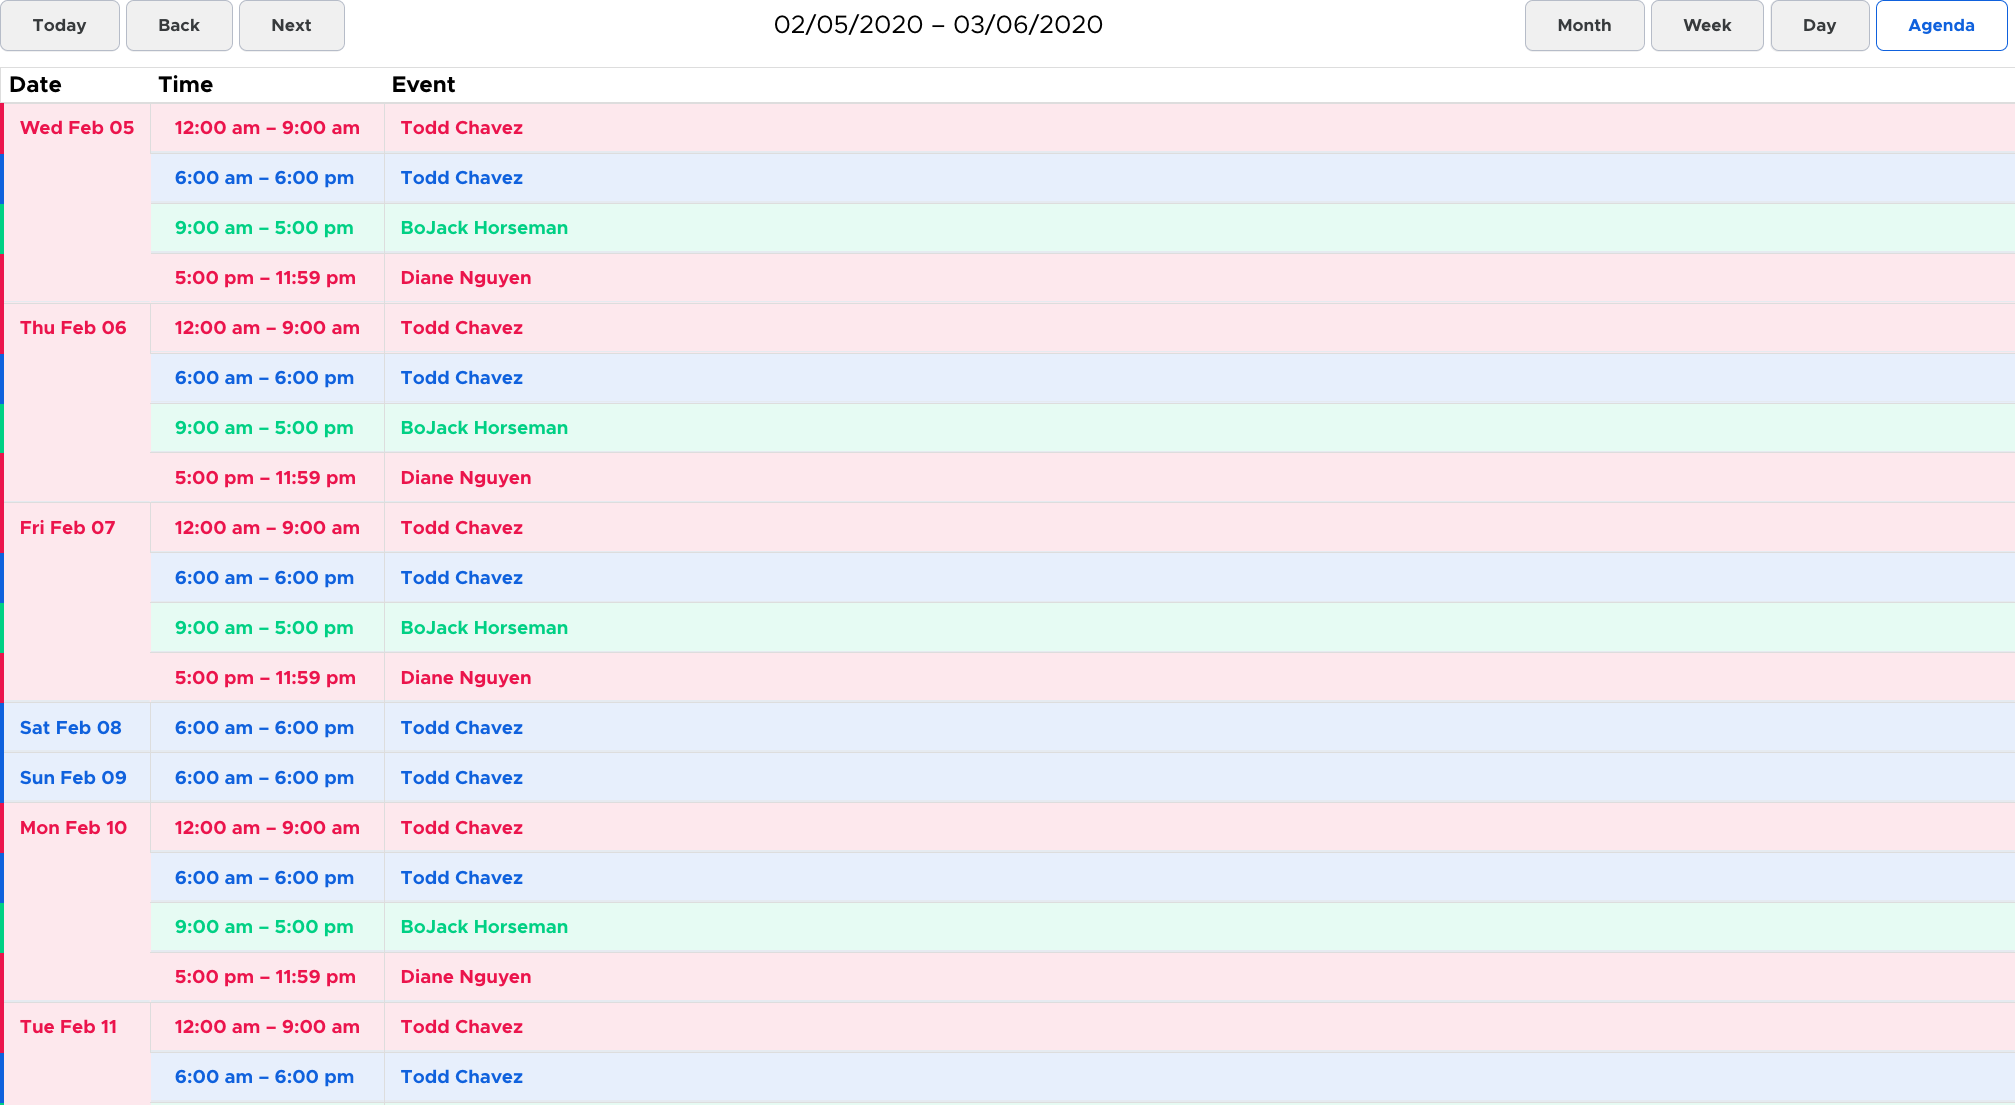 Today Back Next 02/05/2020 – 03/06/2020 Month Week Day Agenda
Date Time Event
Wed Feb 05 12:00 am – 9:00 am Todd Chavez
6:00 am – 6:00 pm Todd Chavez
9:00 am – 5:00 pm BoJack Horseman
5:00 pm – 11:59 pm Diane Nguyen
Thu Feb 06 12:00 am – 9:00 am Todd Chavez
6:00 am – 6:00 pm Todd Chavez
9:00 am – 5:00 pm BoJack Horseman
5:00 pm – 11:59 pm Diane Nguyen
Fri Feb 07 12:00 am – 9:00 am Todd Chavez
6:00 am – 6:00 pm Todd Chavez
9:00 am – 5:00 pm BoJack Horseman
5:00 pm – 11:59 pm Diane Nguyen
Sat Feb 08 6:00 am – 6:00 pm Todd Chavez
Sun Feb 09 6:00 am – 6:00 pm Todd Chavez
Mon Feb 10 12:00 am – 9:00 am Todd Chavez
6:00 am – 6:00 pm Todd Chavez
9:00 am – 5:00 pm BoJack Horseman
5:00 pm – 11:59 pm Diane Nguyen
Tue Feb 11 12:00 am – 9:00 am Todd Chavez
6:00 am – 6:00 pm Todd Chavez